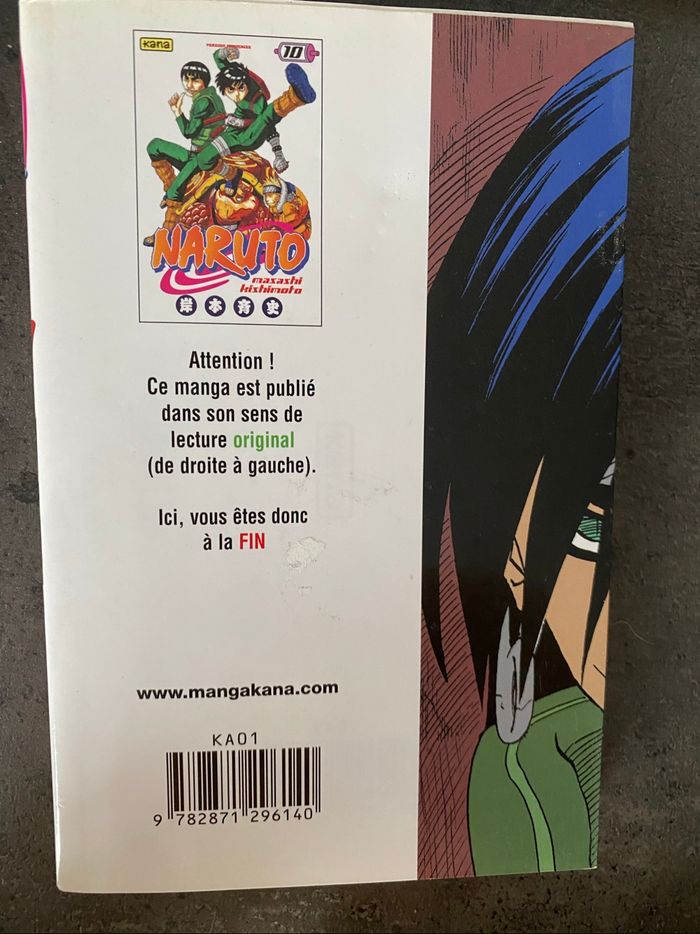 kana
10
NARUTO
masashi
kishimoto
岸本斉史
Attention !
Ce manga est publié
dans son sens de
lecture original
(de droite à gauche).
Ici, vous êtes donc
à la FIN
www.mangakana.com
KA01
9 782871 296140